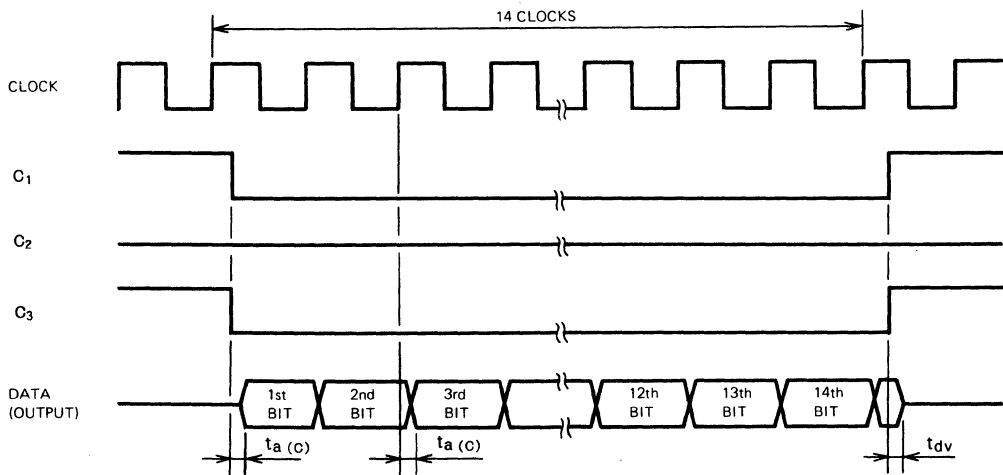 14 CLOCKS
CLOCK
C1
C2
C3
DATA
(OUTPUT)
1st
BIT
2nd
BIT
3rd
BIT
12th
BIT
13th
BIT
14th
BIT
ta (C)
ta (C)
tdv